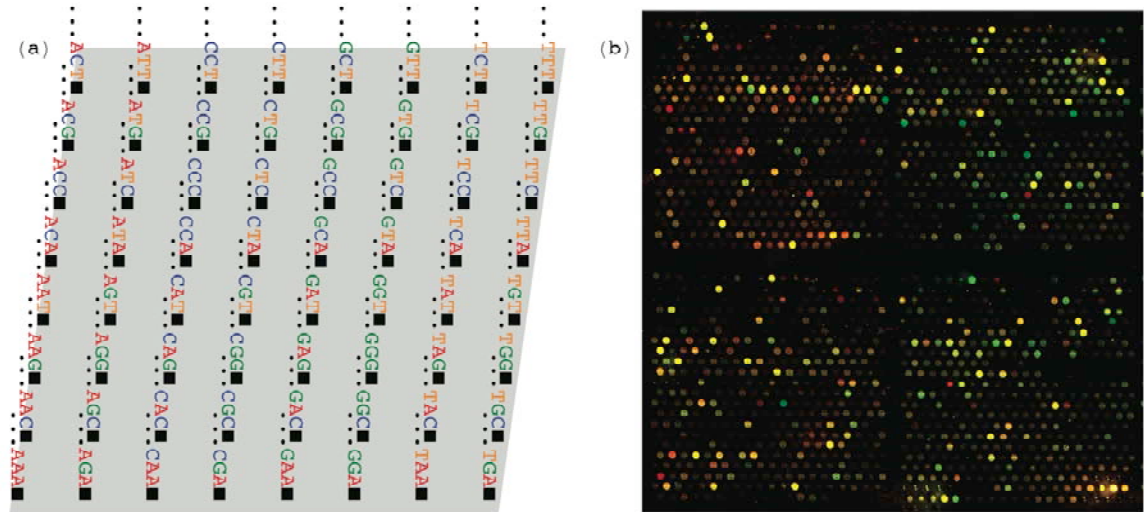 (a)
ACT ATT CCT CTT GCT GTT TCT TTT
ACG ATG CCG CTG GCG GTG TCG TTG
ACC ATC CCC CTC GCC GTC TCC TTC
ACA ATA CCA CTA GCA GTA TCA TTA
AAT AGT CAT CGT GAT GGT TAT TGT
AAG AGG CAG CGG GAG GGG TAG TGG
AAC AGC CAC CGC GAC GGC TAC TGC
AAA AGA CAA CGA GAA GGA TAA TGA
(b)